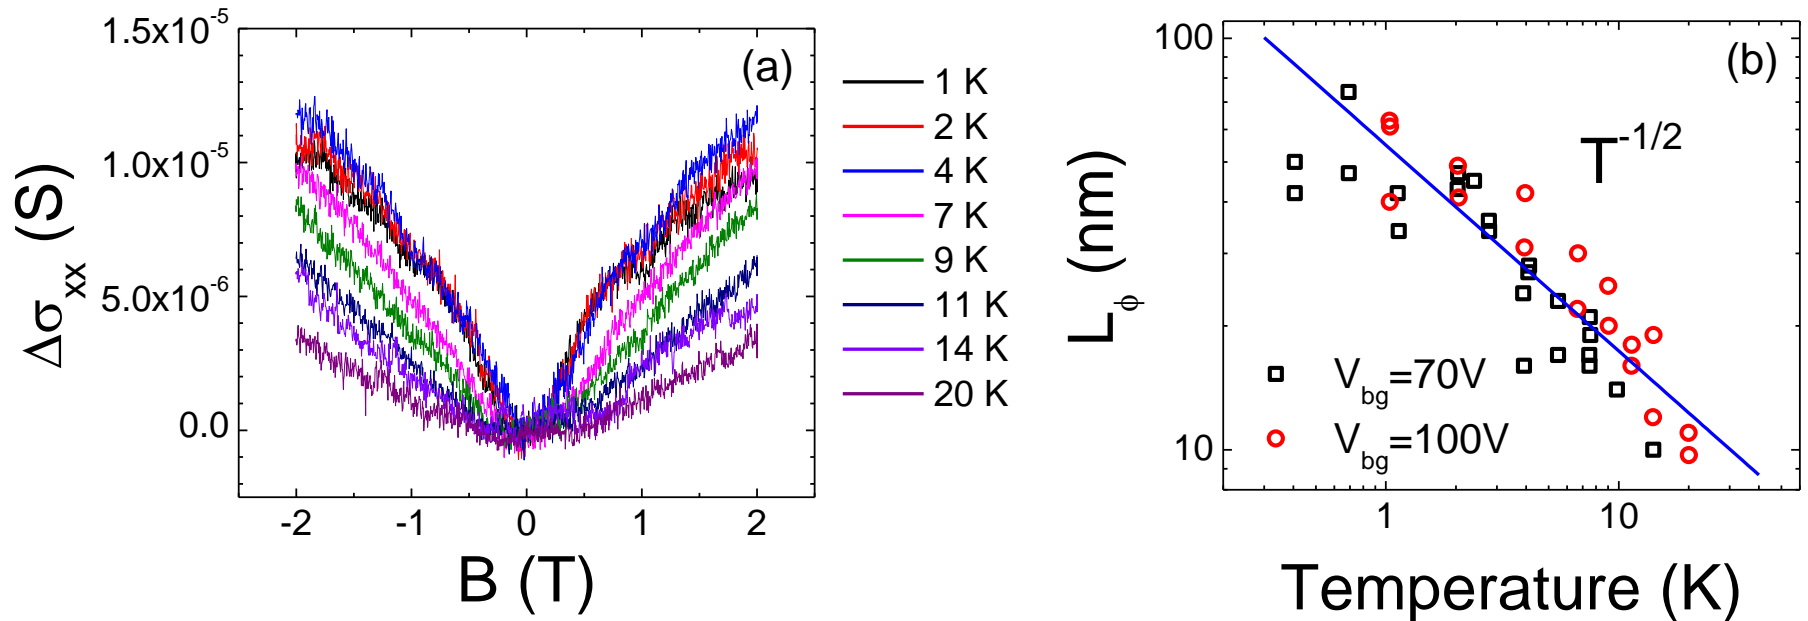 (a)
Δσxx (S)
1.5x10-5
1.0x10-5
5.0x10-6
0.0
-2 -1 0 1 2
B (T)
1 K
2 K
4 K
7 K
9 K
11 K
14 K
20 K
(b)
Lϕ (nm)
100
10
T-1/2
Vbg=70V
Vbg=100V
1 10
Temperature (K)